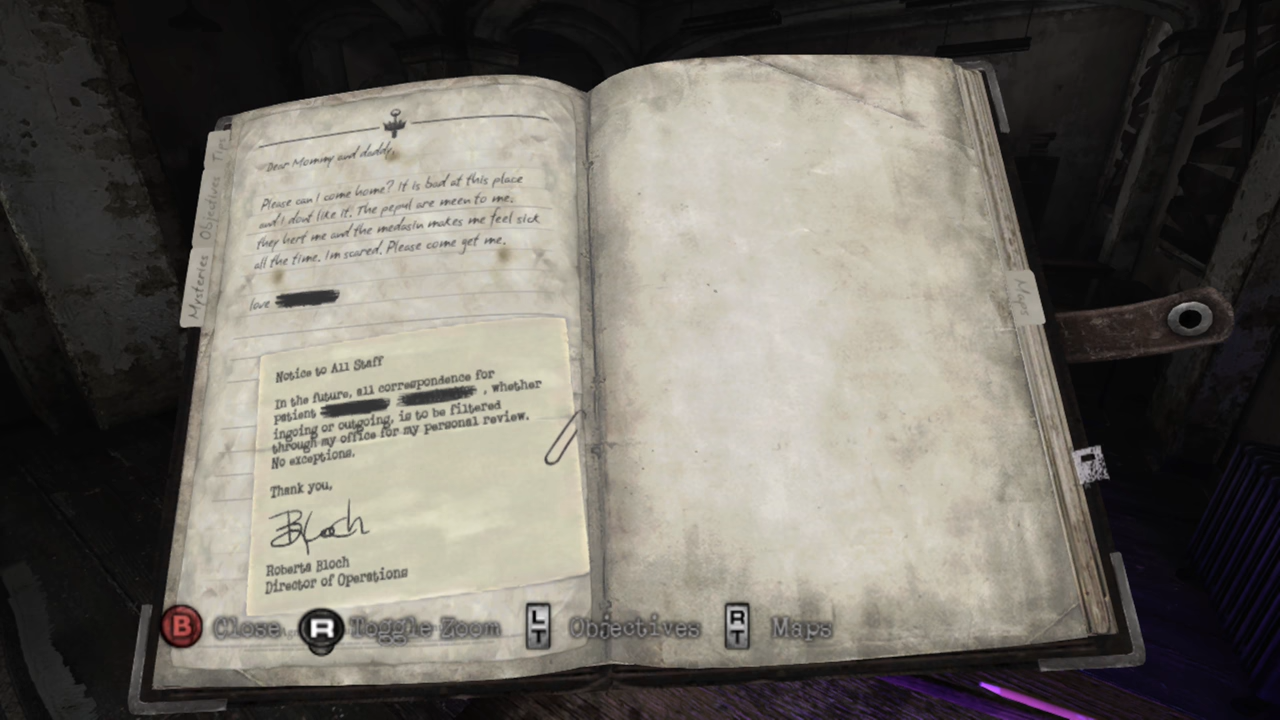 Tips
Objectives
Mysteries
Dear Mommy and daddy,
Please can I come home? It is bad at this place
and I dont like it. The pepul are meen to me.
they hert me and the medasin makes me feel sick
all the time. Im scared. Please come get me.
love
Notice to All Staff
In the future, all correspondence for
patient , whether
ingoing or outgoing, is to be filtered
through my office for my personal review.
No exceptions.
Thank you,
Bloch
Roberta Bloch
Director of Operations
Maps
B Close R Toggle Zoom LT Objectives RT Maps